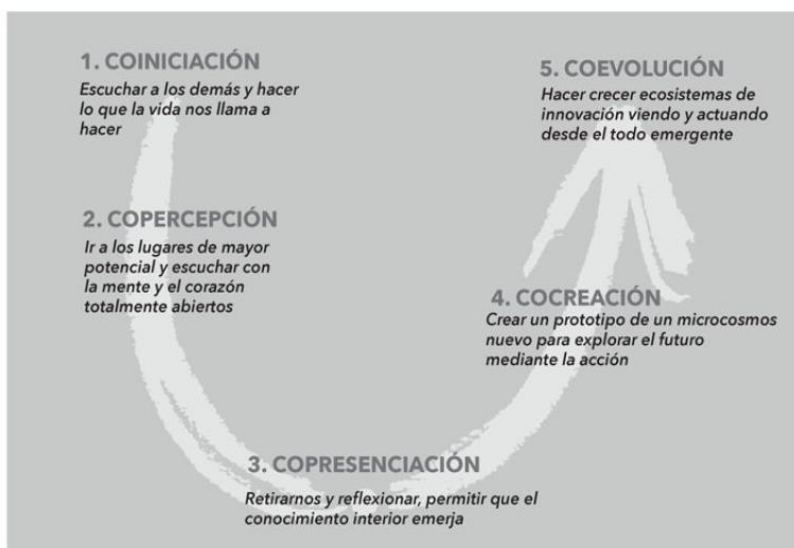 1. COINICIACIÓN
Escuchar a los demás y hacer
lo que la vida nos llama a
hacer
2. COPERCEPCIÓN
Ir a los lugares de mayor
potencial y escuchar con
la mente y el corazón
totalmente abiertos
3. COPRESENCIACIÓN
Retirarnos y reflexionar, permitir que el
conocimiento interior emerja
4. COCREACIÓN
Crear un prototipo de un microcosmos
nuevo para explorar el futuro
mediante la acción
5. COEVOLUCIÓN
Hacer crecer ecosistemas de
innovación viendo y actuando
desde el todo emergente